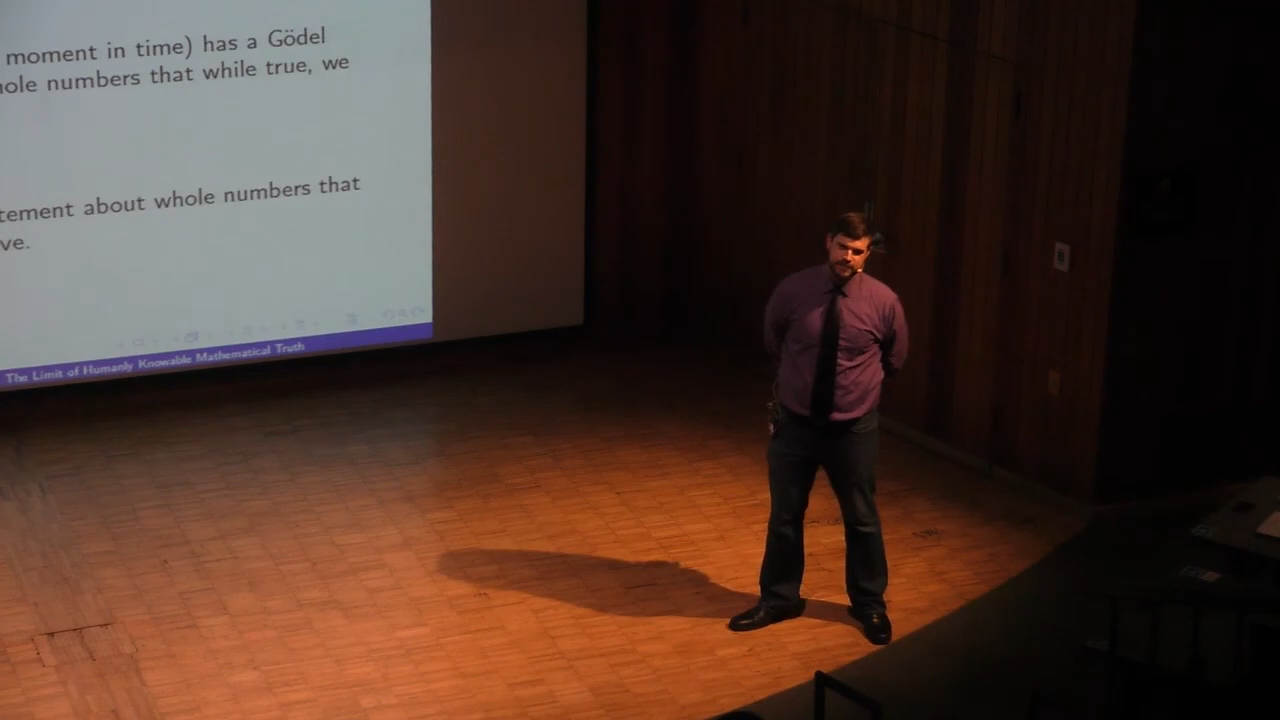 moment in time) has a Gödel
ole numbers that while true, we
tement about whole numbers that
ve.
The Limit of Humanly Knowable Mathematical Truth